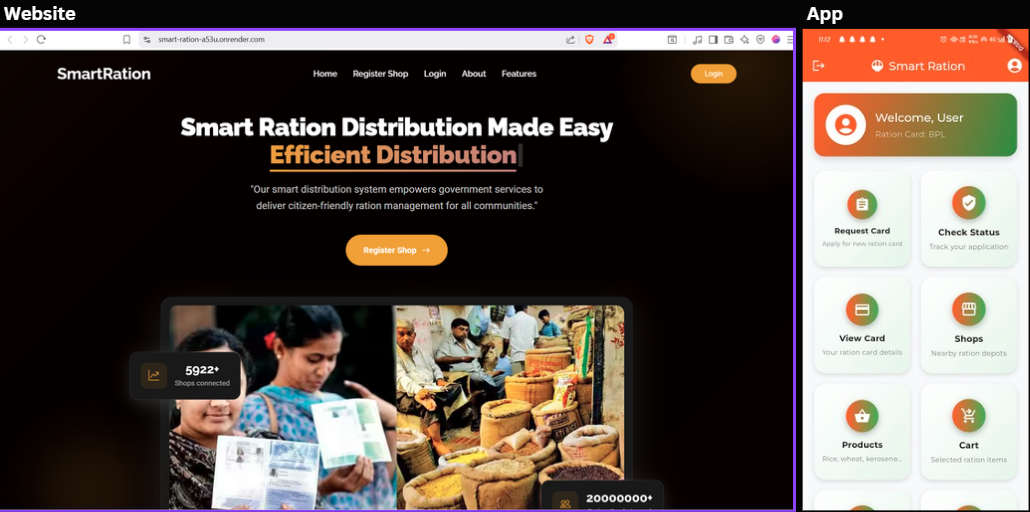 Website
App
smart-ration-a53u.onrender.com
SmartRation
Home
Register Shop
Login
About
Features
Login
Smart Ration Distribution Made Easy
Efficient Distribution
"Our smart distribution system empowers government services to
deliver citizen-friendly ration management for all communities."
Register Shop →
5922+
Shops connected
20000000+
11:12
Smart Ration
Welcome, User
Ration Card: BPL
Request Card
Apply for new ration card
Check Status
Track your application
View Card
Your ration card details
Shops
Nearby ration depots
Products
Rice, wheat, kerosene...
Cart
Selected ration items